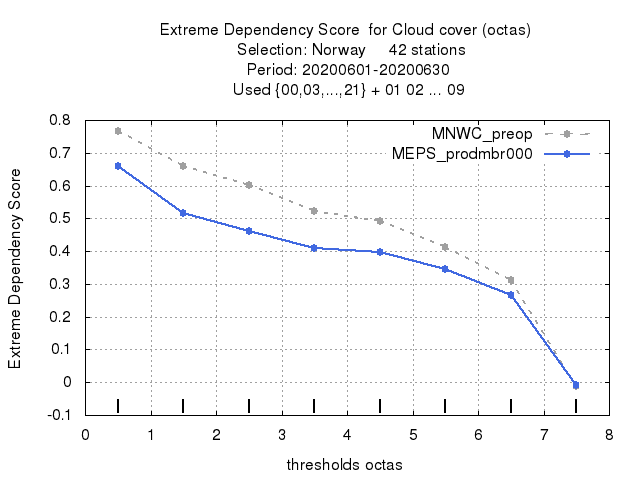 Extreme Dependency Score  for Cloud cover (octas)
Selection: Norway     42 stations
Period: 20200601-20200630
Used {00,03,...,21} + 01 02 ... 09
MNWC_preop
MEPS_prodmbr000
Extreme Dependency Score
0.8
0.7
0.6
0.5
0.4
0.3
0.2
0.1
0
-0.1
0 1 2 3 4 5 6 7 8
thresholds octas